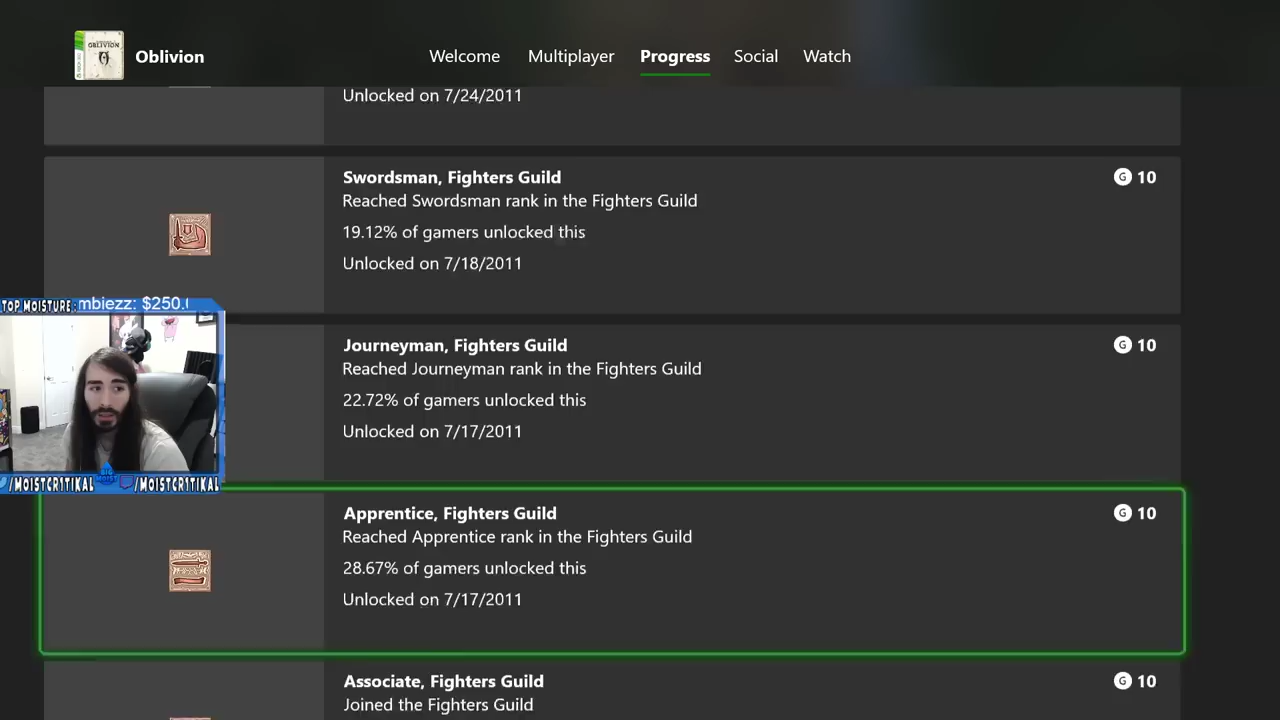 OBLIVION
Oblivion
Welcome
Multiplayer
Progress
Social
Watch
Unlocked on 7/24/2011
Swordsman, Fighters Guild
G 10
Reached Swordsman rank in the Fighters Guild
19.12% of gamers unlocked this
Unlocked on 7/18/2011
TOP MOISTURE: mbiezz: $250.
Journeyman, Fighters Guild
G 10
Reached Journeyman rank in the Fighters Guild
22.72% of gamers unlocked this
Unlocked on 7/17/2011
/MOISTCR1TIKAL
/MOISTCR1TIKAL
Apprentice, Fighters Guild
G 10
Reached Apprentice rank in the Fighters Guild
28.67% of gamers unlocked this
Unlocked on 7/17/2011
Associate, Fighters Guild
G 10
Joined the Fighters Guild